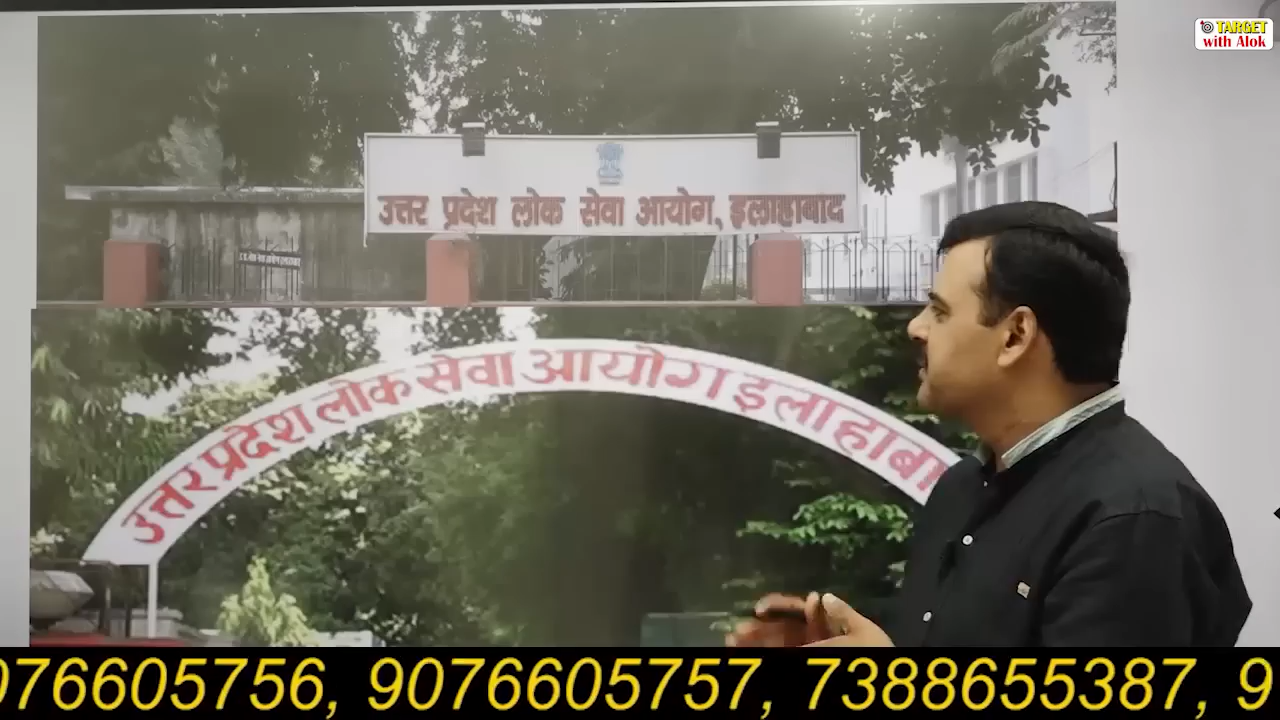 TARGET
with Alok
उत्तर प्रदेश लोक सेवा आयोग, इलाहाबाद
उत्तर प्रदेश लोक सेवा आयोग इलाहाबा
076605756, 9076605757, 7388655387, 9